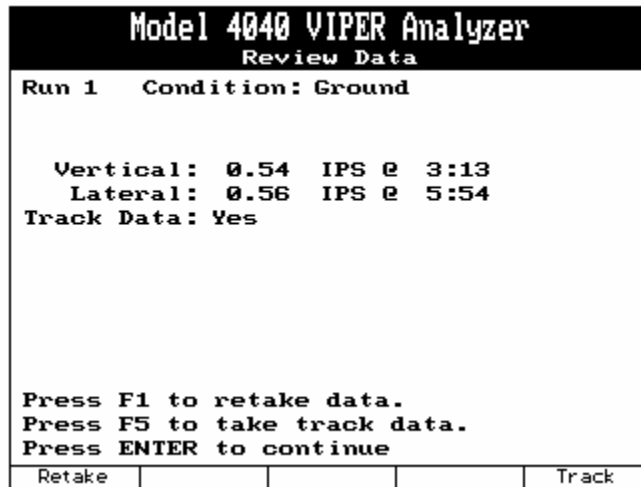 Model 4040 VIPER Analyzer
Review Data
Run 1 Condition: Ground
Vertical: 0.54 IPS @ 3:13
Lateral: 0.56 IPS @ 5:54
Track Data: Yes
Press F1 to retake data.
Press F5 to take track data.
Press ENTER to continue
Retake Track